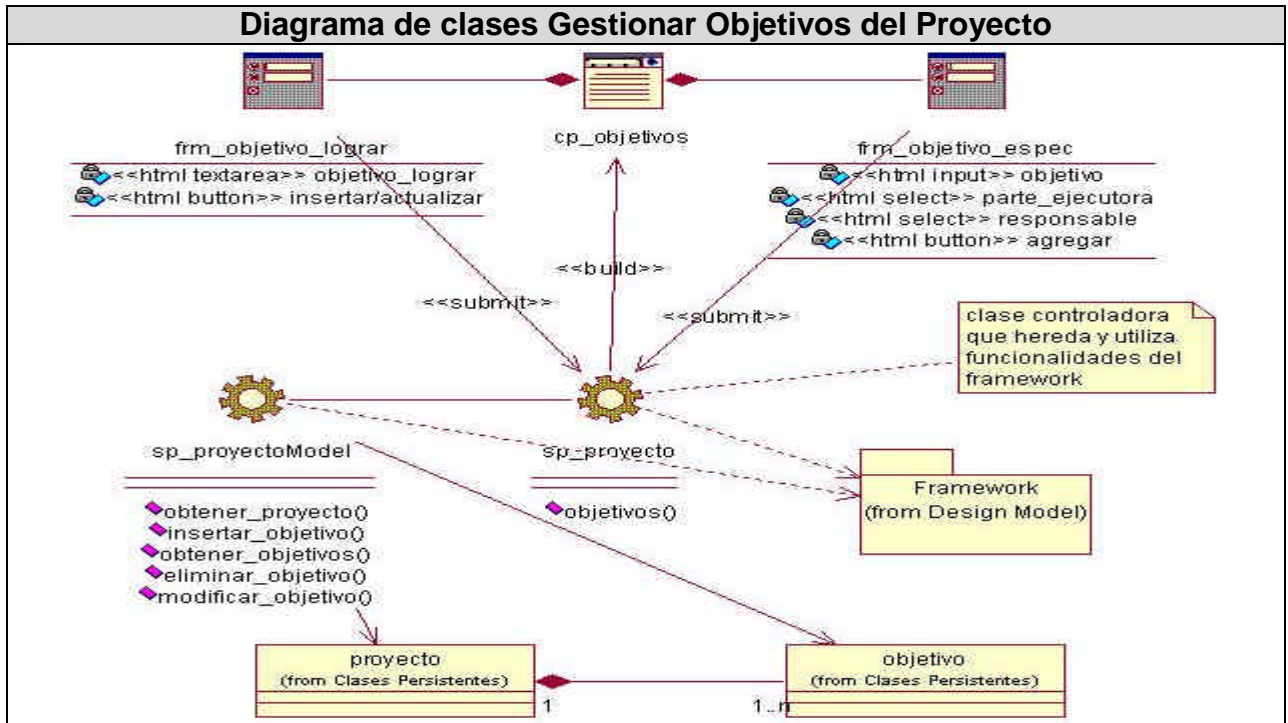 Diagrama de clases Gestionar Objetivos del Proyecto
frm_objetivo_lograr
<<html textarea>> objetivo_lograr
<<html button>> insertar/actualizar
cp_objetivos
frm_objetivo_espec
<<html input>> objetivo
<<html select>> parte_ejecutora
<<html select>> responsable
<<html button>> agregar
<<build>>
<<submit>>
<<submit>>
clase controladora
que hereda y utiliza
funcionalidades del
framework
sp_proyectoModel
obtener_proyecto()
insertar_objetivo()
obtener_objetivos()
eliminar_objetivo()
modificar_objetivo()
sp_proyecto
objetivos()
Framework
(from Design Model)
proyecto
(from Clases Persistentes)
1
1..n
objetivo
(from Clases Persistentes)